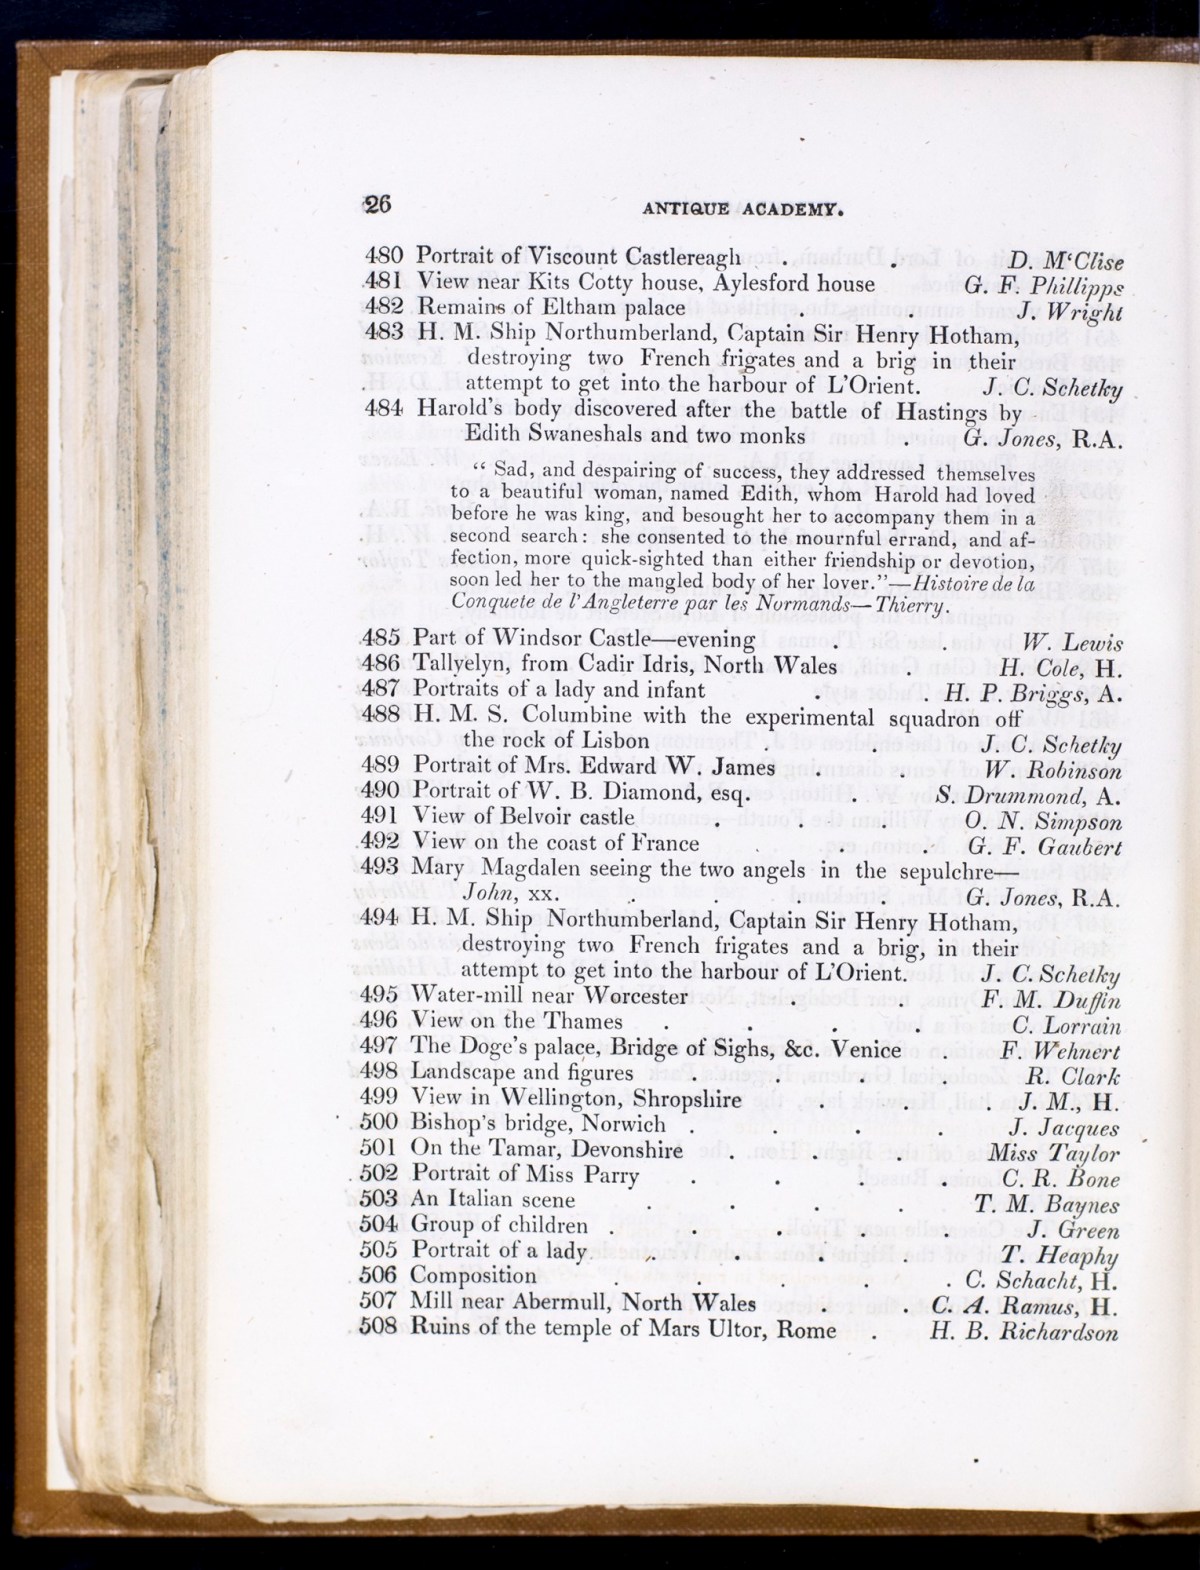 26
ANTIQUE ACADEMY.
480 Portrait of Viscount Castlereagh . . D. M‘Clise
481 View near Kits Cotty house, Aylesford house G. F. Phillipps
482 Remains of Eltham palace . . J. Wright
483 H. M. Ship Northumberland, Captain Sir Henry Hotham,
destroying two French frigates and a brig in their
attempt to get into the harbour of L'Orient. J. C. Schetky
484 Harold's body discovered after the battle of Hastings by
Edith Swaneshals and two monks . G. Jones, R.A.
“ Sad, and despairing of success, they addressed themselves
to a beautiful woman, named Edith, whom Harold had loved
before he was king, and besought her to accompany them in a
second search: she consented to the mournful errand, and af-
fection, more quick-sighted than either friendship or devotion,
soon led her to the mangled body of her lover.”—Histoire de la
Conquete de l'Angleterre par les Normands—Thierry.
485 Part of Windsor Castle—evening . . W. Lewis
486 Tallyelyn, from Cadir Idris, North Wales . H. Cole, H.
487 Portraits of a lady and infant . . H. P. Briggs, A.
488 H. M. S. Columbine with the experimental squadron off
the rock of Lisbon . . J. C. Schetky
489 Portrait of Mrs. Edward W. James . . W. Robinson
490 Portrait of W. B. Diamond, esq. . S. Drummond, A.
491 View of Belvoir castle . . . O. N. Simpson
492 View on the coast of France . . . G. F. Gaubert
493 Mary Magdalen seeing the two angels in the sepulchre—
John, xx. . . . . G. Jones, R.A.
494 H. M. Ship Northumberland, Captain Sir Henry Hotham,
destroying two French frigates and a brig, in their
attempt to get into the harbour of L'Orient. J. C. Schetky
495 Water-mill near Worcester . . F. M. Duffin
496 View on the Thames . . . . C. Lorrain
497 The Doge's palace, Bridge of Sighs, &c. Venice . F. Wehnert
498 Landscape and figures . . . . R. Clark
499 View in Wellington, Shropshire . . . J. M., H.
500 Bishop's bridge, Norwich . . . . J. Jacques
501 On the Tamar, Devonshire . . . Miss Taylor
502 Portrait of Miss Parry . . . . C. R. Bone
503 An Italian scene . . . . T. M. Baynes
504 Group of children . . . . J. Green
505 Portrait of a lady . . . . T. Heaphy
506 Composition . . . . . C. Schacht, H.
507 Mill near Abermull, North Wales . . C. A. Ramus, H.
508 Ruins of the temple of Mars Ultor, Rome . H. B. Richardson